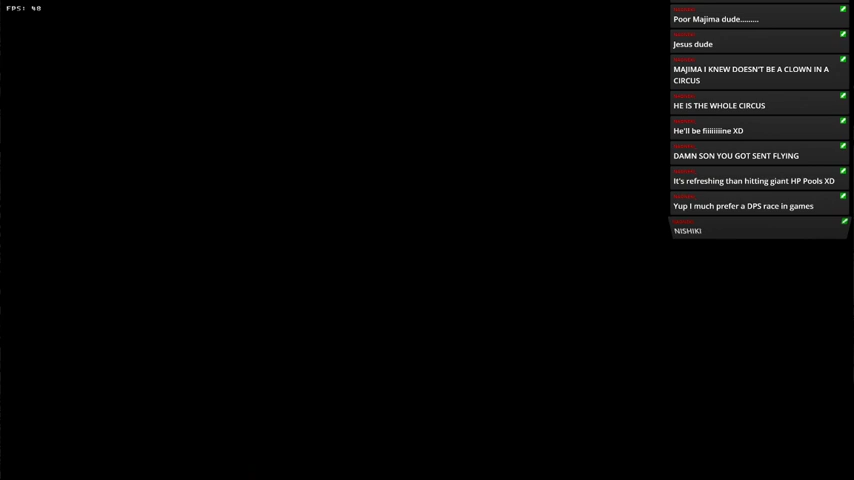 FPS: 48
Poor Majima dude.........
Jesus dude
MAJIMA I KNEW DOESN'T BE A CLOWN IN A
CIRCUS
HE IS THE WHOLE CIRCUS
He'll be fiiiiiiiine XD
DAMN SON YOU GOT SENT FLYING
It's refreshing than hitting giant HP Pools XD
Yup I much prefer a DPS race in games
NISHIKI